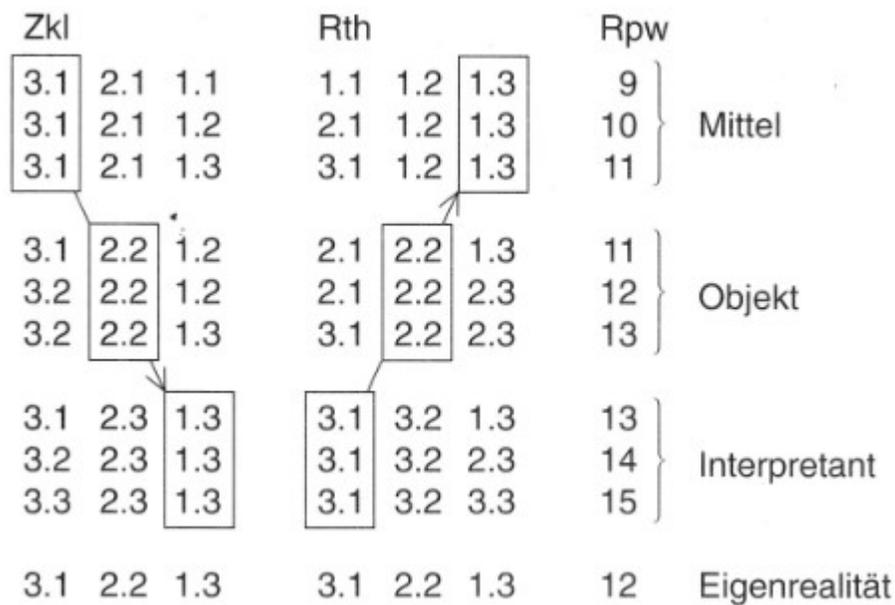 Zkl Rth Rpw
3.1 2.1 1.1 1.1 1.2 1.3 9
3.1 2.1 1.2 2.1 1.2 1.3 10 Mittel
3.1 2.1 1.3 3.1 1.2 1.3 11
3.1 2.2 1.2 2.1 2.2 1.3 11
3.2 2.2 1.2 2.1 2.2 2.3 12 Objekt
3.2 2.2 1.3 3.1 2.2 2.3 13
3.1 2.3 1.3 3.1 3.2 1.3 13
3.2 2.3 1.3 3.1 3.2 2.3 14 Interpretant
3.3 2.3 1.3 3.1 3.2 3.3 15
3.1 2.2 1.3 3.1 2.2 1.3 12 Eigenrealität